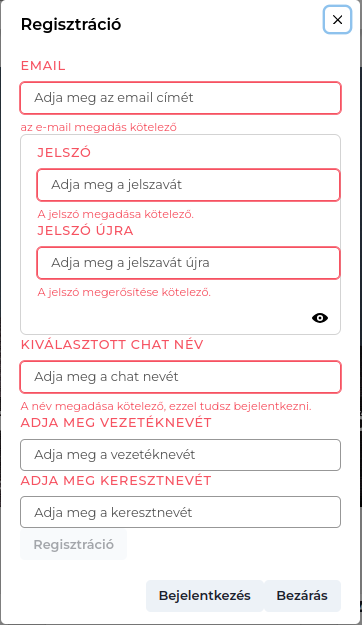 Regisztráció
EMAIL
Adja meg az email címét
az e-mail megadás kötelező
JELSZÓ
Adja meg a jelszavát
A jelszó megadása kötelező.
JELSZÓ ÚJRA
Adja meg a jelszavát újra
A jelszó megerősítése kötelező.
KIVÁLASZTOTT CHAT NÉV
Adja meg a chat nevét
A név megadása kötelező, ezzel tudsz bejelentkezni.
ADJA MEG VEZETÉKNEVÉT
Adja meg a vezetéknevét
ADJA MEG KERESZTNEVÉT
Adja meg a keresztnevét
Regisztráció
Bejelentkezés Bezárás